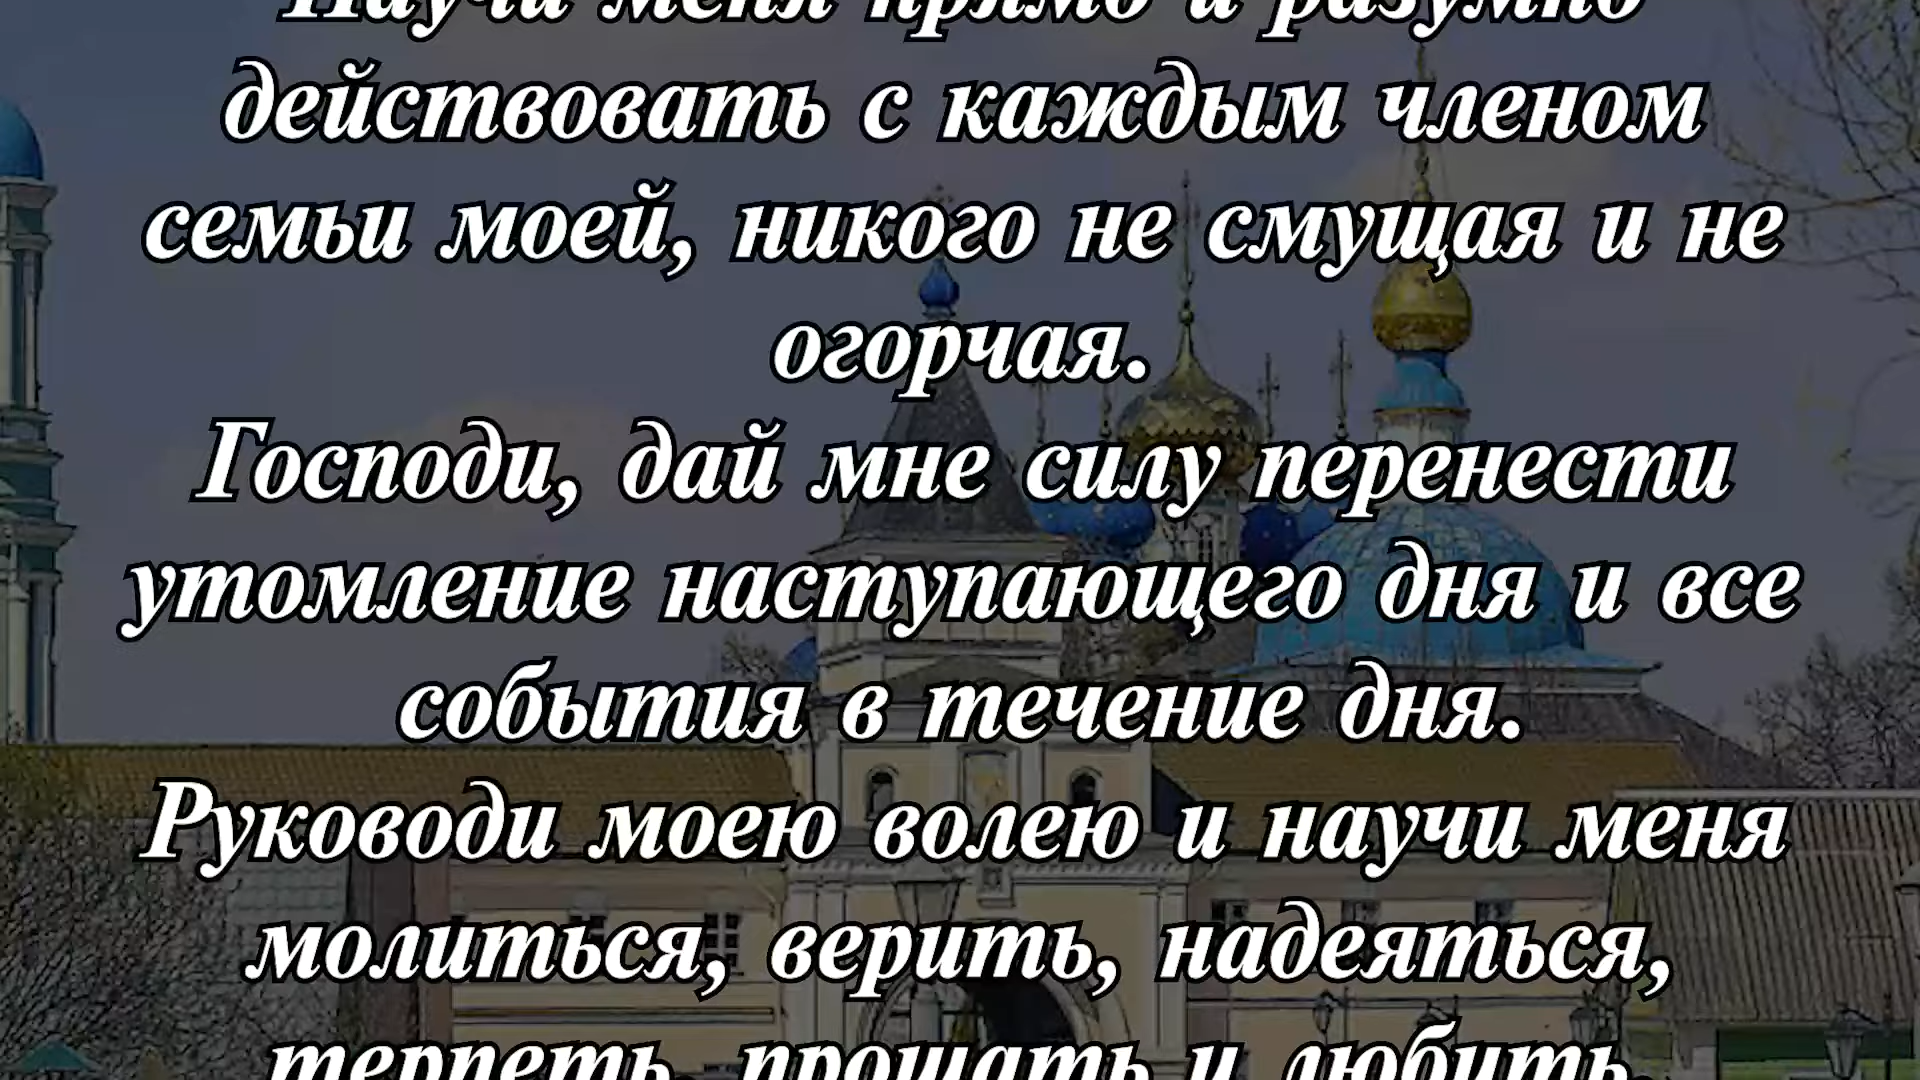 Научи меня прямо и разумно
действовать с каждым членом
семьи моей, никого не смущая и не
огорчая.
Господи, дай мне силу перенести
утомление наступающего дня и все
события в течение дня.
Руководи моею волею и научи меня
молиться, верить, надеяться,
терпеть, прощать и любить.